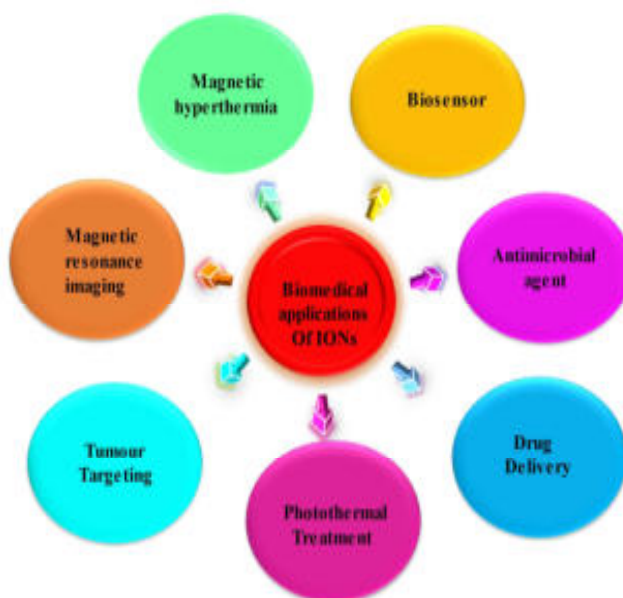 Magnetic
hyperthermia
Biosensor
Magnetic
resonance
imaging
Biomedical
applications
Of IONs
Antimicrobial
agent
Tumour
Targeting
Drug
Delivery
Photothermal
Treatment